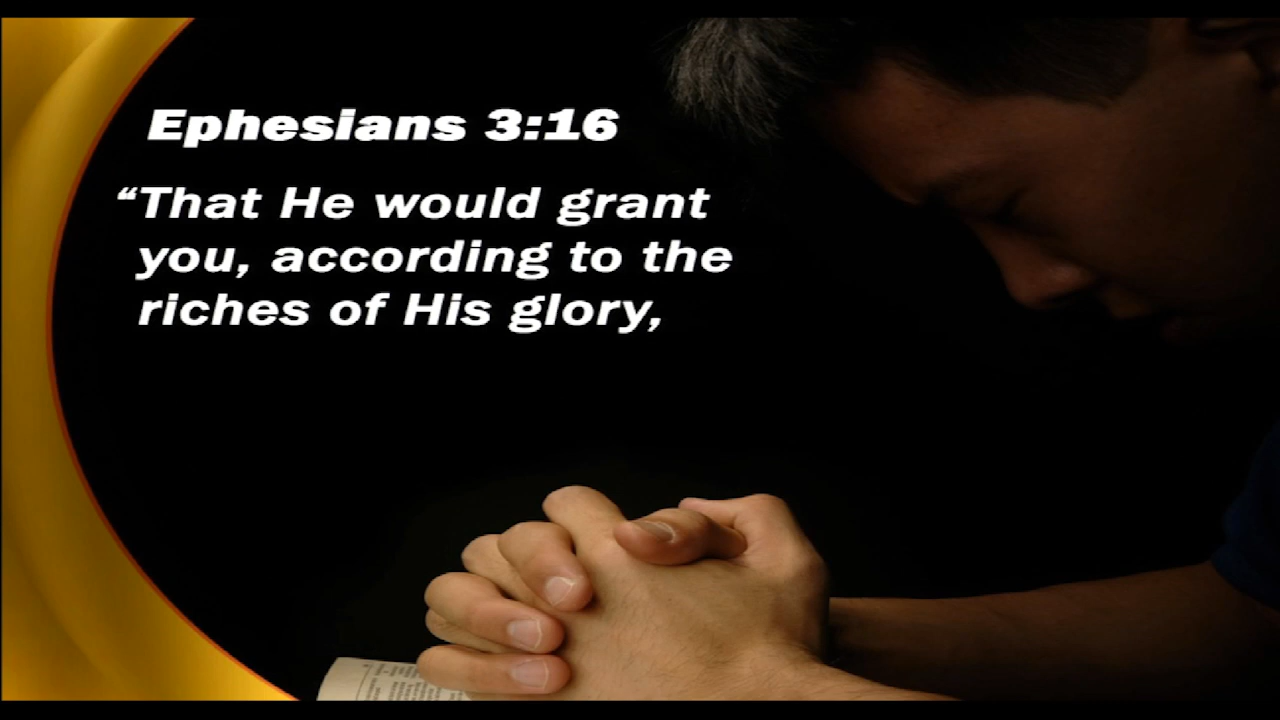 Ephesians 3:16
“That He would grant
you, according to the
riches of His glory,